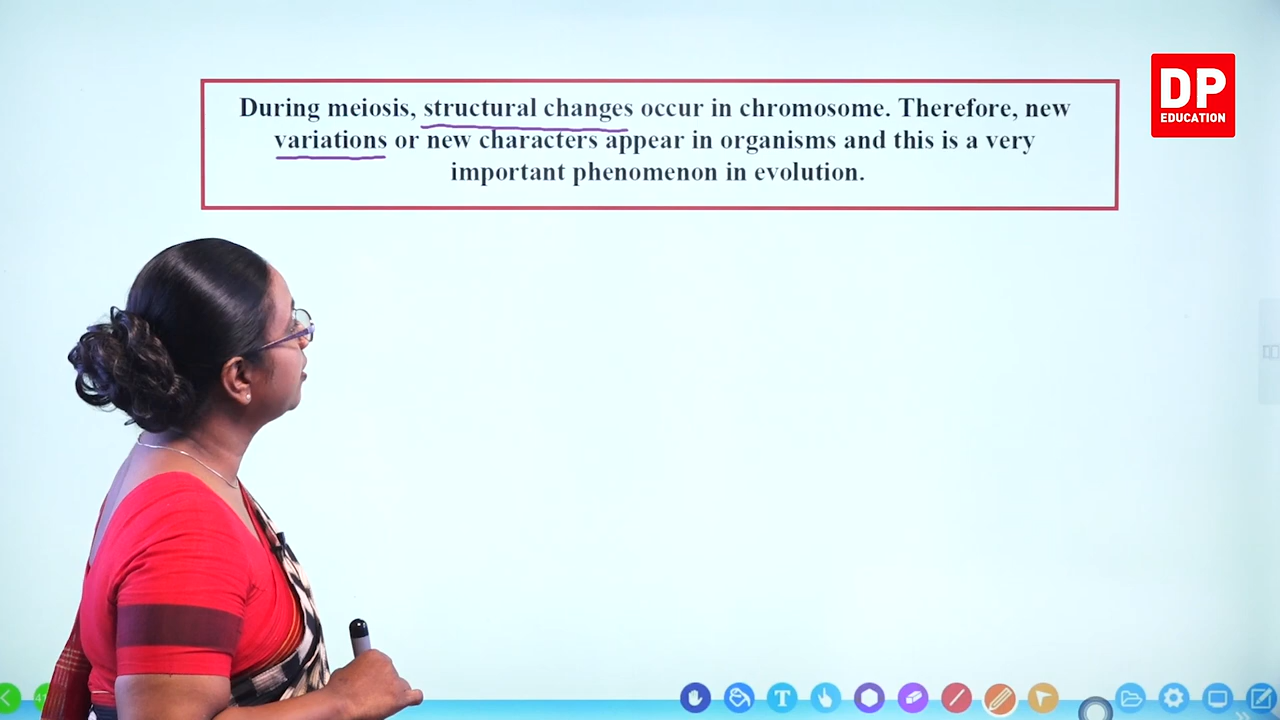 During meiosis, structural changes occur in chromosome. Therefore, new
variations or new characters appear in organisms and this is a very
important phenomenon in evolution.
DP
EDUCATION